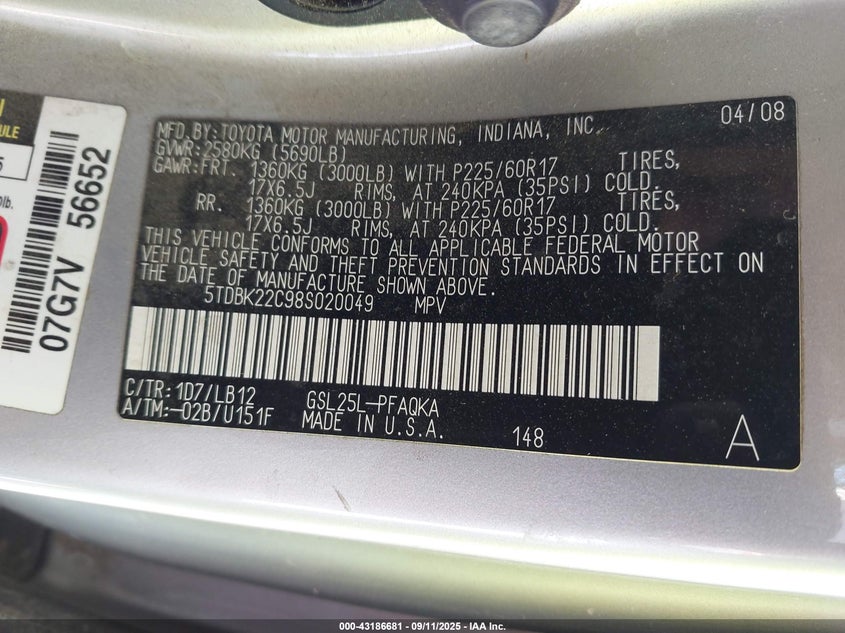 MFD.BY:TOYOTA MOTOR MANUFACTURING, INDIANA, INC. 04/08
GVWR:2580KG (5690LB)
GAWR:FRT. 1360KG (3000LB) WITH P225/60R17 TIRES,
17X6.5J RIMS, AT 240KPA (35PSI) COLD.
RR. 1360KG (3000LB) WITH P225/60R17 TIRES,
17X6.5J RIMS, AT 240KPA (35PSI) COLD.
THIS VEHICLE CONFORMS TO ALL APPLICABLE FEDERAL MOTOR
VEHICLE SAFETY AND THEFT PREVENTION STANDARDS IN EFFECT ON
THE DATE OF MANUFACTURE SHOWN ABOVE.
5TDBK22C98S020049 MPV
C/TR:1D7/LB12 GSL25L-PFAQKA
A/TM:-02B/U151F MADE IN U.S.A. 148 A
07G7V 56652
lb.
000-43186681 - 09/11/2025 - IAA Inc.